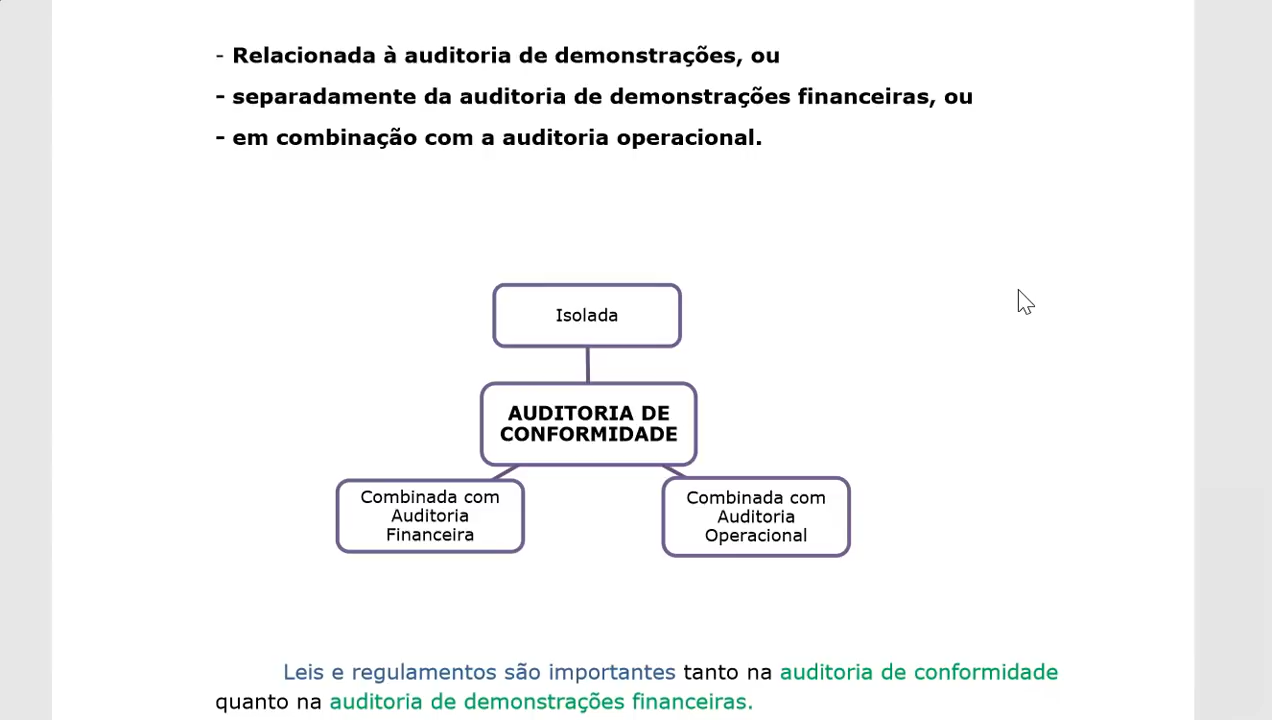 - Relacionada à auditoria de demonstrações, ou
- separadamente da auditoria de demonstrações financeiras, ou
- em combinação com a auditoria operacional.
Isolada
AUDITORIA DE
CONFORMIDADE
Combinada com
Auditoria
Financeira
Combinada com
Auditoria
Operacional
Leis e regulamentos são importantes tanto na auditoria de conformidade
quanto na auditoria de demonstrações financeiras.